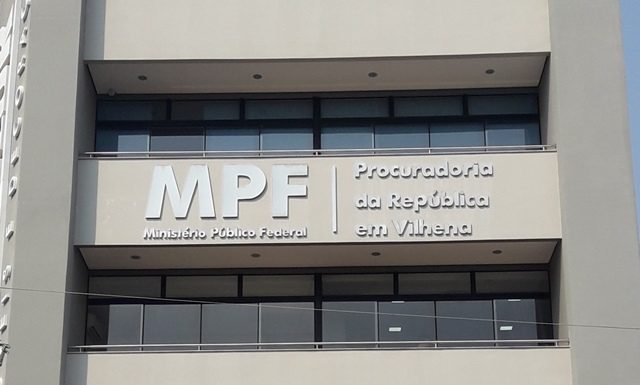 MPF
Ministério Público Federal
Procuradoria
da República
em Vilhena